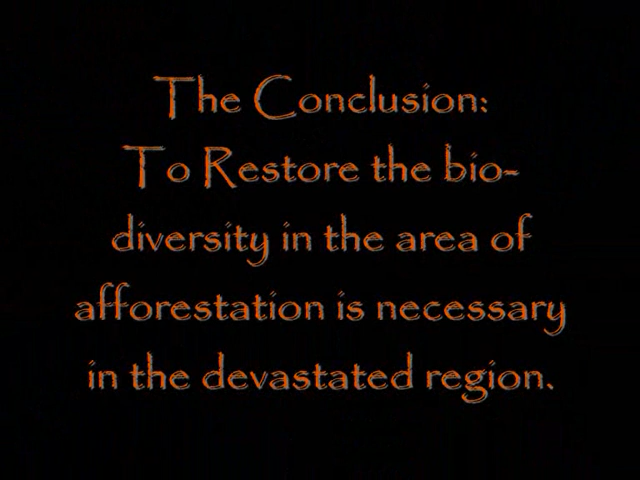 The Conclusion:
To Restore the bio-
diversity in the area of
afforestation is necessary
in the devastated region.